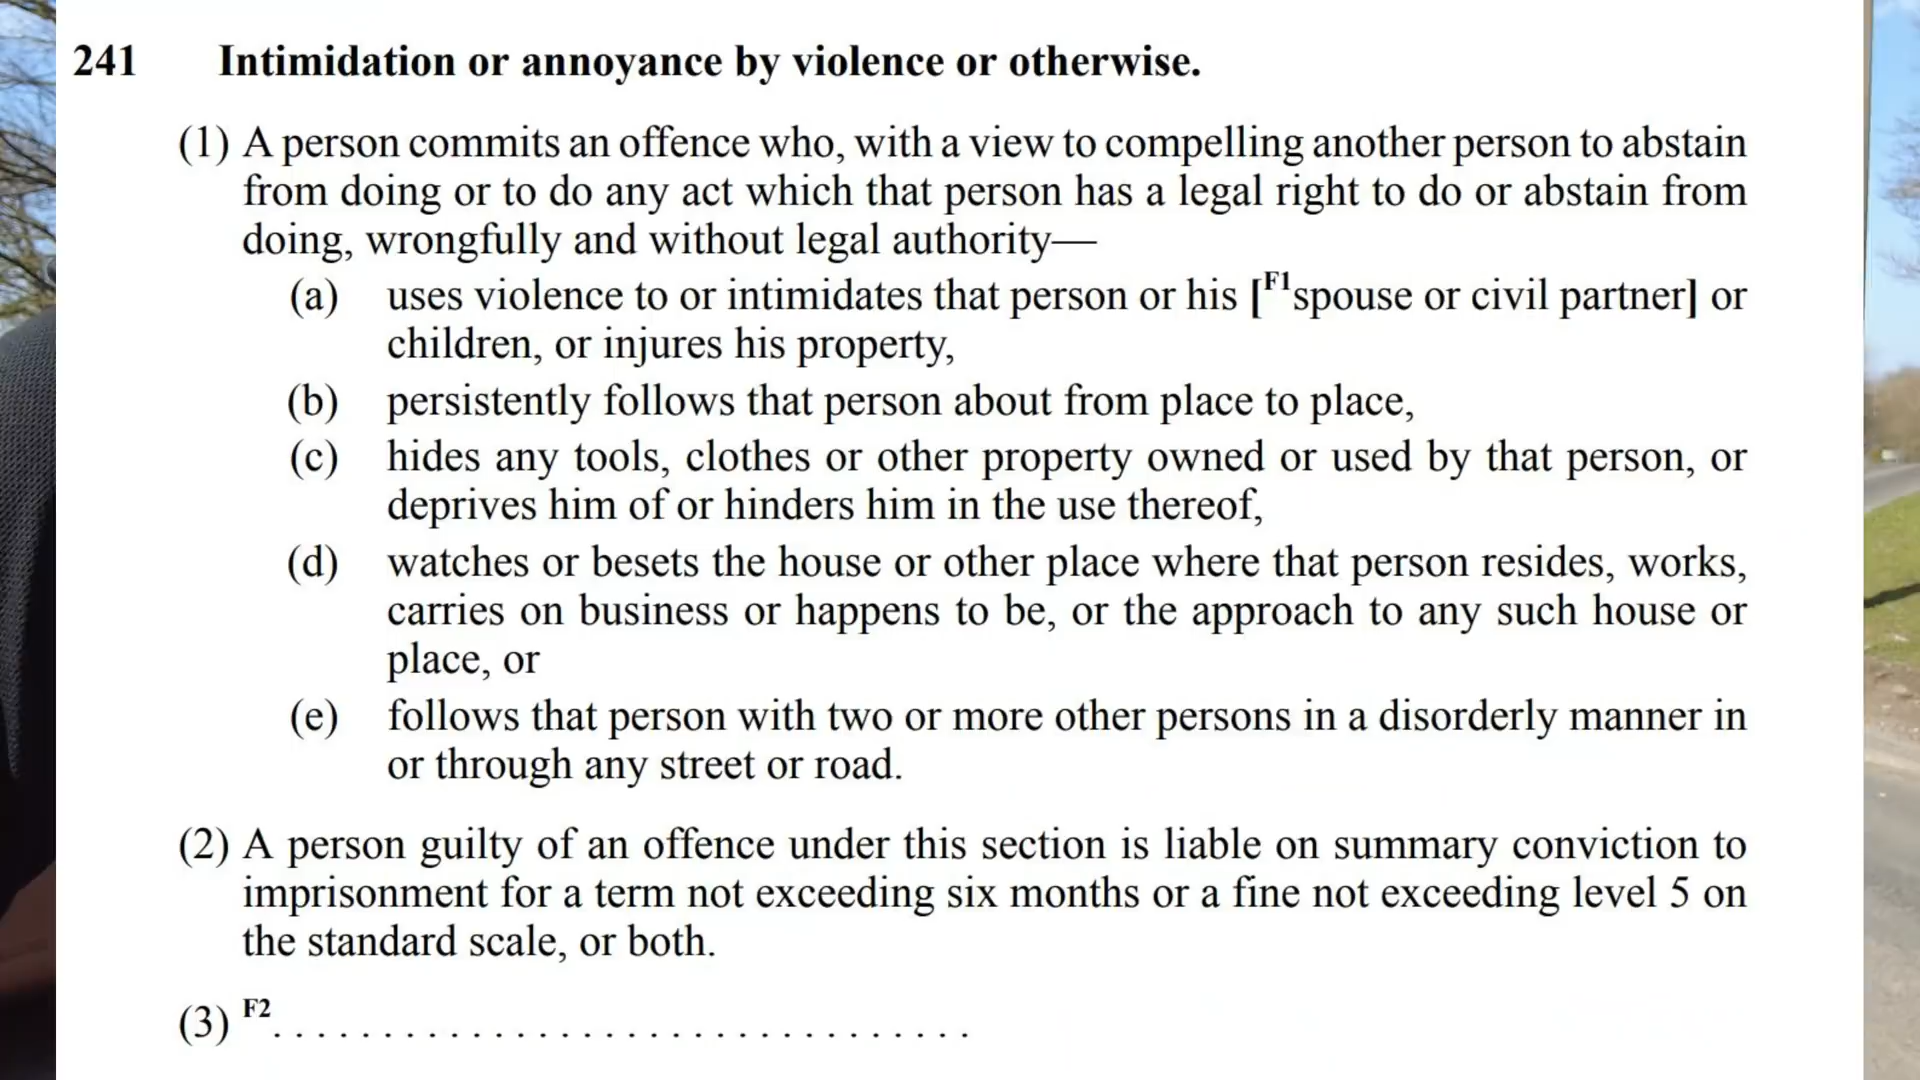 241 Intimidation or annoyance by violence or otherwise.
(1) A person commits an offence who, with a view to compelling another person to abstain
from doing or to do any act which that person has a legal right to do or abstain from
doing, wrongfully and without legal authority—
(a) uses violence to or intimidates that person or his [F1spouse or civil partner] or
children, or injures his property,
(b) persistently follows that person about from place to place,
(c) hides any tools, clothes or other property owned or used by that person, or
deprives him of or hinders him in the use thereof,
(d) watches or besets the house or other place where that person resides, works,
carries on business or happens to be, or the approach to any such house or
place, or
(e) follows that person with two or more other persons in a disorderly manner in
or through any street or road.
(2) A person guilty of an offence under this section is liable on summary conviction to
imprisonment for a term not exceeding six months or a fine not exceeding level 5 on
the standard scale, or both.
(3) F2. . . . . . . . . . . . . . . . . . . . . . . . . . . . . . . . . . . . . .